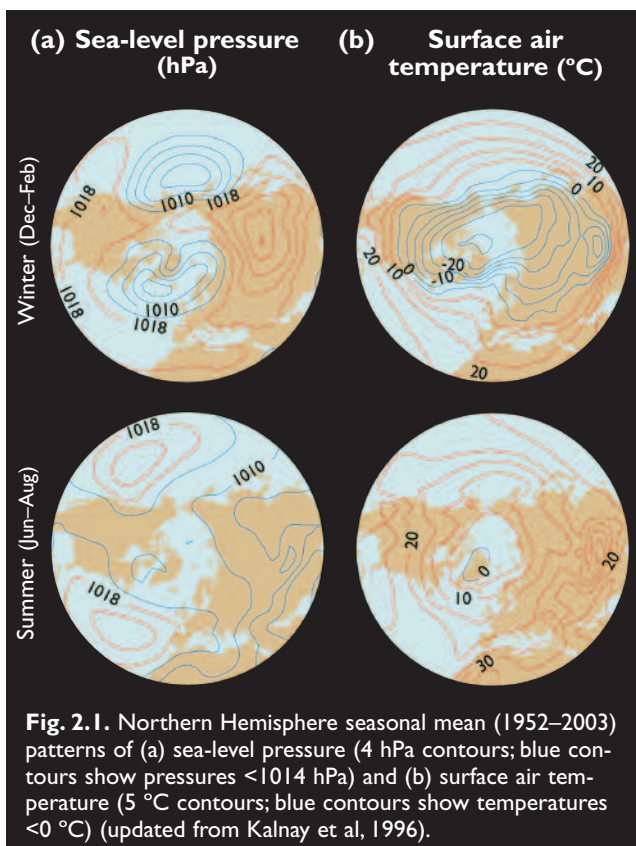 (a) Sea-level pressure
(hPa)
(b) Surface air
temperature (ºC)
Winter (Dec–Feb)
1018
1010
1018
1018
1010
1018
20
10
0
20
10
0
-20
-10
20
Summer (Jun–Aug)
1018
1010
1018
20
20
0
10
30
Fig. 2.1. Northern Hemisphere seasonal mean (1952–2003)
patterns of (a) sea-level pressure (4 hPa contours; blue con-
tours show pressures <1014 hPa) and (b) surface air tem-
perature (5 ºC contours; blue contours show temperatures
<0 ºC) (updated from Kalnay et al, 1996).